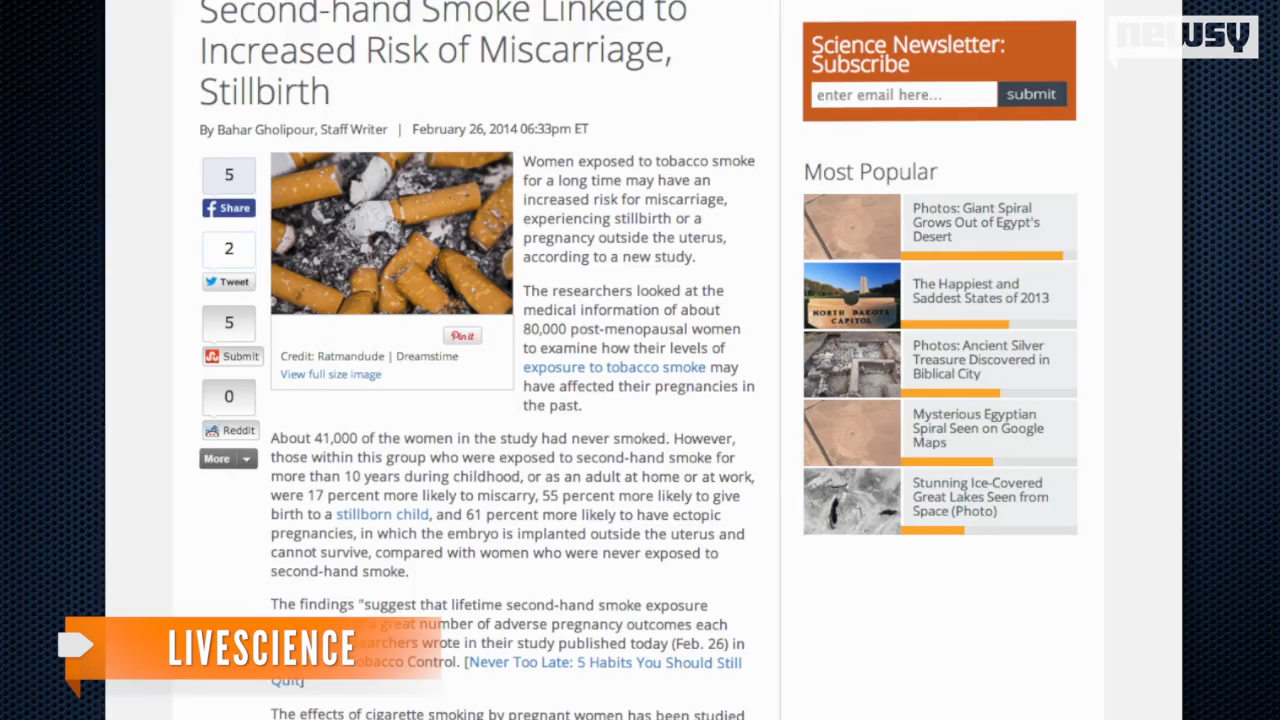 newsy
Second-hand Smoke Linked to
Increased Risk of Miscarriage,
Stillbirth
By Bahar Gholipour, Staff Writer | February 26, 2014 06:33pm ET
5
Share
2
Tweet
5
Submit
0
Reddit
More
Pin it
Credit: Ratmandude | Dreamstime
View full size image
Women exposed to tobacco smoke
for a long time may have an
increased risk for miscarriage,
experiencing stillbirth or a
pregnancy outside the uterus,
according to a new study.
The researchers looked at the
medical information of about
80,000 post-menopausal women
to examine how their levels of
exposure to tobacco smoke may
have affected their pregnancies in
the past.
About 41,000 of the women in the study had never smoked. However,
those within this group who were exposed to second-hand smoke for
more than 10 years during childhood, or as an adult at home or at work,
were 17 percent more likely to miscarry, 55 percent more likely to give
birth to a stillborn child, and 61 percent more likely to have ectopic
pregnancies, in which the embryo is implanted outside the uterus and
cannot survive, compared with women who were never exposed to
second-hand smoke.
The findings "suggest that lifetime second-hand smoke exposure
a great number of adverse pregnancy outcomes each
wrote in their study published today (Feb. 26) in
Control. [Never Too Late: 5 Habits You Should Still
Quit]
The effects of cigarette smoking by pregnant women has been studied
Science Newsletter:
Subscribe
enter email here... submit
Most Popular
Photos: Giant Spiral
Grows Out of Egypt's
Desert
NORTH DAKOTA
CAPITOL
The Happiest and
Saddest States of 2013
Photos: Ancient Silver
Treasure Discovered in
Biblical City
Mysterious Egyptian
Spiral Seen on Google
Maps
Stunning Ice-Covered
Great Lakes Seen from
Space (Photo)
LIVESCIENCE